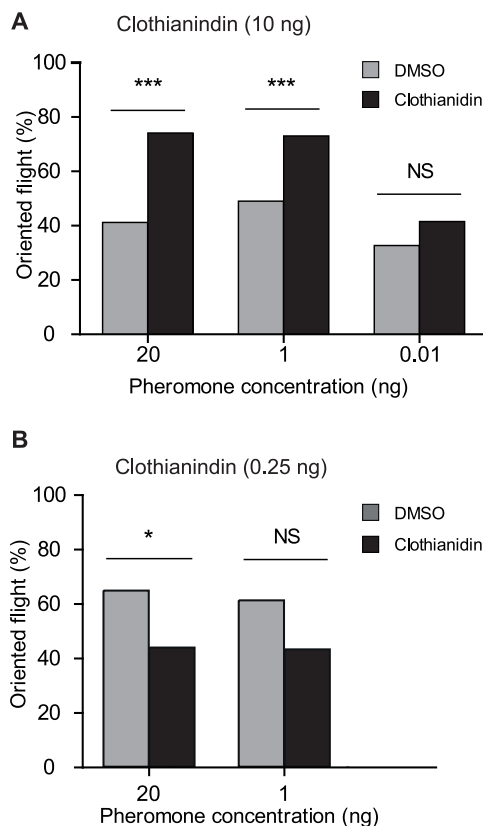 A
Clothianindin (10 ng)
100
80
60
40
20
0
Oriented flight (%)
***
***
NS
DMSO
Clothianidin
20 1 0.01
Pheromone concentration (ng)
B
Clothianindin (0.25 ng)
100
80
60
40
20
0
Oriented flight (%)
*
NS
DMSO
Clothianidin
20 1
Pheromone concentration (ng)